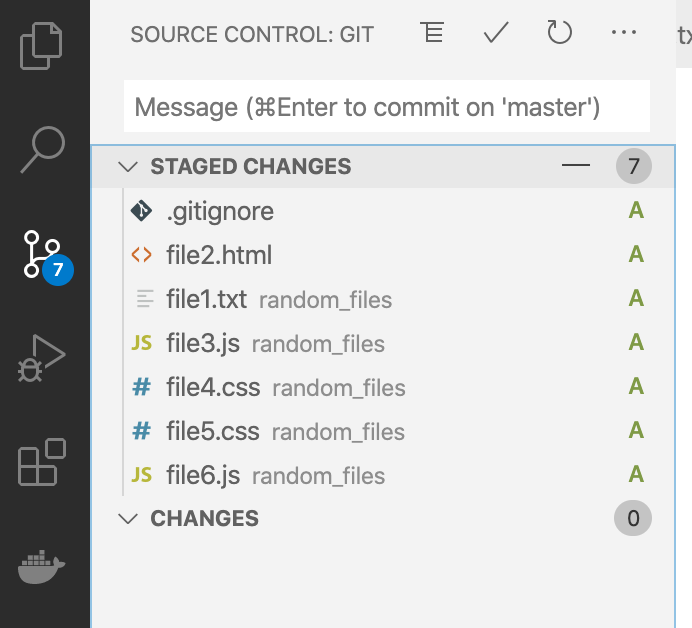 SOURCE CONTROL: GIT
Message (⌘Enter to commit on 'master')
STAGED CHANGES 7
.gitignore A
<> file2.html A
file1.txt random_files A
JS file3.js random_files A
# file4.css random_files A
# file5.css random_files A
JS file6.js random_files A
CHANGES 0
7
tx